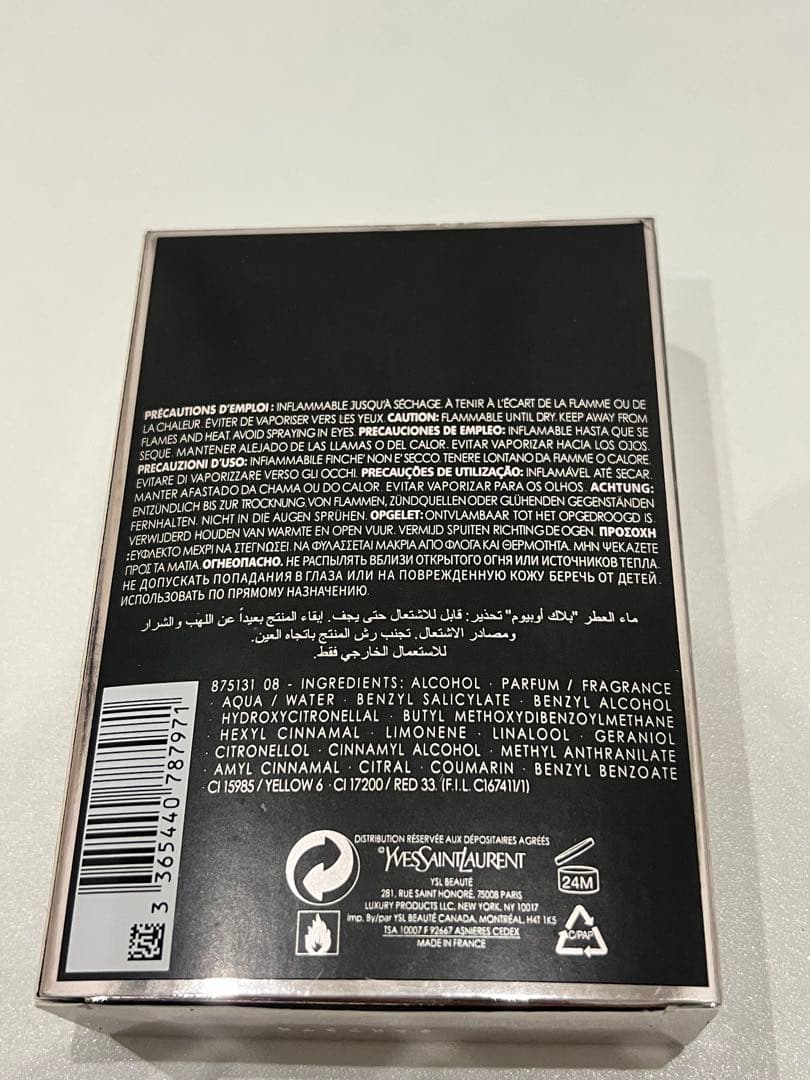 PRÉCAUTIONS D'EMPLOI : INFLAMMABLE JUSQU'À SÉCHAGE. À TENIR À L'ÉCART DE LA FLAMME OU DE
LA CHALEUR. ÉVITER DE VAPORISER VERS LES YEUX. CAUTION: FLAMMABLE UNTIL DRY. KEEP AWAY FROM
FLAMES AND HEAT. AVOID SPRAYING IN EYES. PRECAUCIONES DE EMPLEO: INFLAMABLE HASTA QUE SE
SEQUE. MANTENER ALEJADO DE LAS LLAMAS O DEL CALOR. EVITAR VAPORIZAR HACIA LOS OJOS.
PRECAUZIONI D'USO: INFIAMMABILE FINCHE' NON E' SECCO TENERE LONTANO DA FIAMME O CALORE.
EVITARE DI VAPORIZZARE VERSO GLI OCCHI. PRECAUÇÕES DE UTILIZAÇÃO: INFLAMÁVEL ATÉ SECAR.
MANTER AFASTADO DA CHAMA OU DO CALOR. EVITAR VAPORIZAR PARA OS OLHOS. ACHTUNG:
ENTZÜNDLICH BIS ZUR TROCKNUNG. VON FLAMMEN, ZÜNDQUELLEN ODER GLÜHENDEN GEGENSTÄNDEN
FERNHALTEN. NICHT IN DIE AUGEN SPRÜHEN. OPGELET: ONTVLAMBAAR TOT HET OPGEDROOGD IS.
VERWIJDERD HOUDEN VAN WARMTE EN OPEN VUUR. VERMIJD SPUITEN RICHTING DE OGEN. ΠΡΟΣΟΧΗ
:ΕΥΦΛΕΚΤΟ ΜΕΧΡΙ ΝΑ ΣΤΕΓΝΩΣΕΙ. ΝΑ ΦΥΛΑΣΣΕΤΑΙ ΜΑΚΡΙΑ ΑΠΟ ΦΛΟΓΑ ΚΑΙ ΘΕΡΜΟΤΗΤΑ. ΜΗΝ ΨΕΚΑΖΕΤΕ
ΠΡΟΣ ΤΑ ΜΑΤΙΑ. ОГНЕОПАСНО. НЕ РАСПЫЛЯТЬ ВБЛИЗИ ОТКРЫТОГО ОГНЯ ИЛИ ИСТОЧНИКОВ ТЕПЛА.
НЕ ДОПУСКАТЬ ПОПАДАНИЯ В ГЛАЗА ИЛИ НА ПОВРЕЖДЕННУЮ КОЖУ. БЕРЕЧЬ ОТ ДЕТЕЙ.
ИСПОЛЬЗОВАТЬ ПО ПРЯМОМУ НАЗНАЧЕНИЮ.
ماء العطر "بلاك أوبيوم" تحذير: قابل للاشتعال حتى يجف. إبقاء المنتج بعيداً عن اللهب والشرار
ومصادر الاشتعال. تجنب رش المنتج باتجاه العين.
للاستعمال الخارجي فقط.
875131 08 - INGREDIENTS: ALCOHOL · PARFUM / FRAGRANCE
· AQUA / WATER · BENZYL SALICYLATE · BENZYL ALCOHOL
· HYDROXYCITRONELLAL · BUTYL METHOXYDIBENZOYLMETHANE
· HEXYL CINNAMAL · LIMONENE · LINALOOL · GERANIOL
· CITRONELLOL · CINNAMYL ALCOHOL · METHYL ANTHRANILATE
· AMYL CINNAMAL · CITRAL · COUMARIN · BENZYL BENZOATE
· CI 15985 / YELLOW 6 · CI 17200 / RED 33. (F.I.L. C167411/1)
3 365440 787971
DISTRIBUTION RÉSERVÉE AUX DÉPOSITAIRES AGRÉÉS
©YVESSAINTLAURENT
YSL BEAUTÉ
281, RUE SAINT HONORÉ, 75008 PARIS
LUXURY PRODUCTS LLC, NEW YORK, NY 10017
imp. By/par YSL BEAUTÉ CANADA, MONTRÉAL, H4T 1K5
TSA 10007 F 92667 ASNIERES CEDEX
MADE IN FRANCE
24M
C/PAP